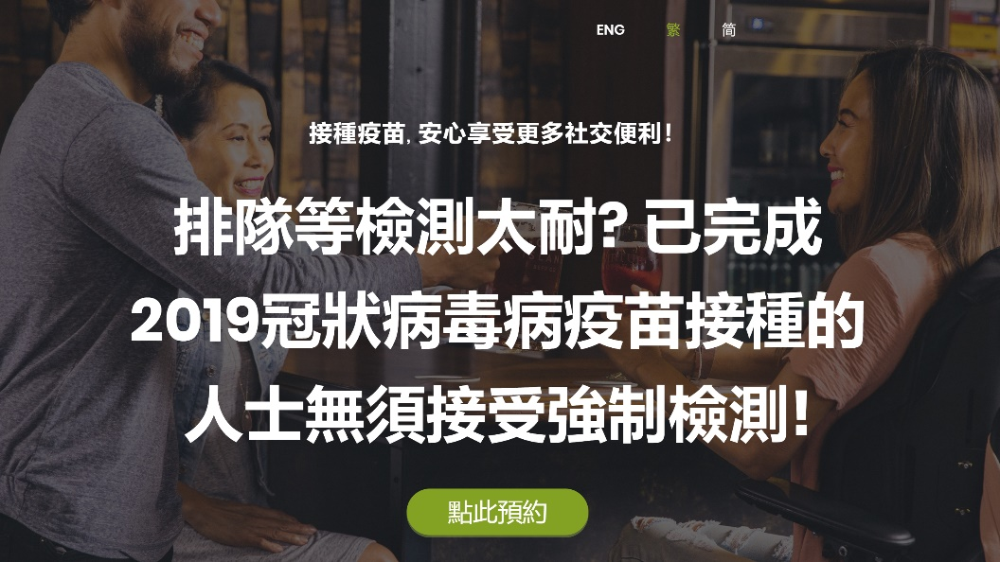 ENG 繁 简
接種疫苗, 安心享受更多社交便利!
排隊等檢測太耐? 已完成
2019冠狀病毒病疫苗接種的
人士無須接受強制檢測!
點此預約